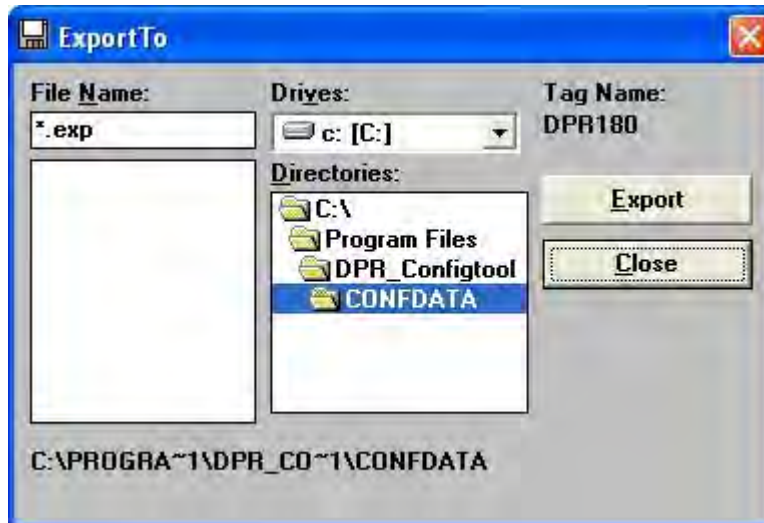 ExportTo
File Name:
*.exp
Drives:
c: [C:]
Directories:
C:\
Program Files
DPR_Configtool
CONFDATA
Tag Name:
DPR180
Export
Close
C:\PROGRA~1\DPR_CO~1\CONFDATA